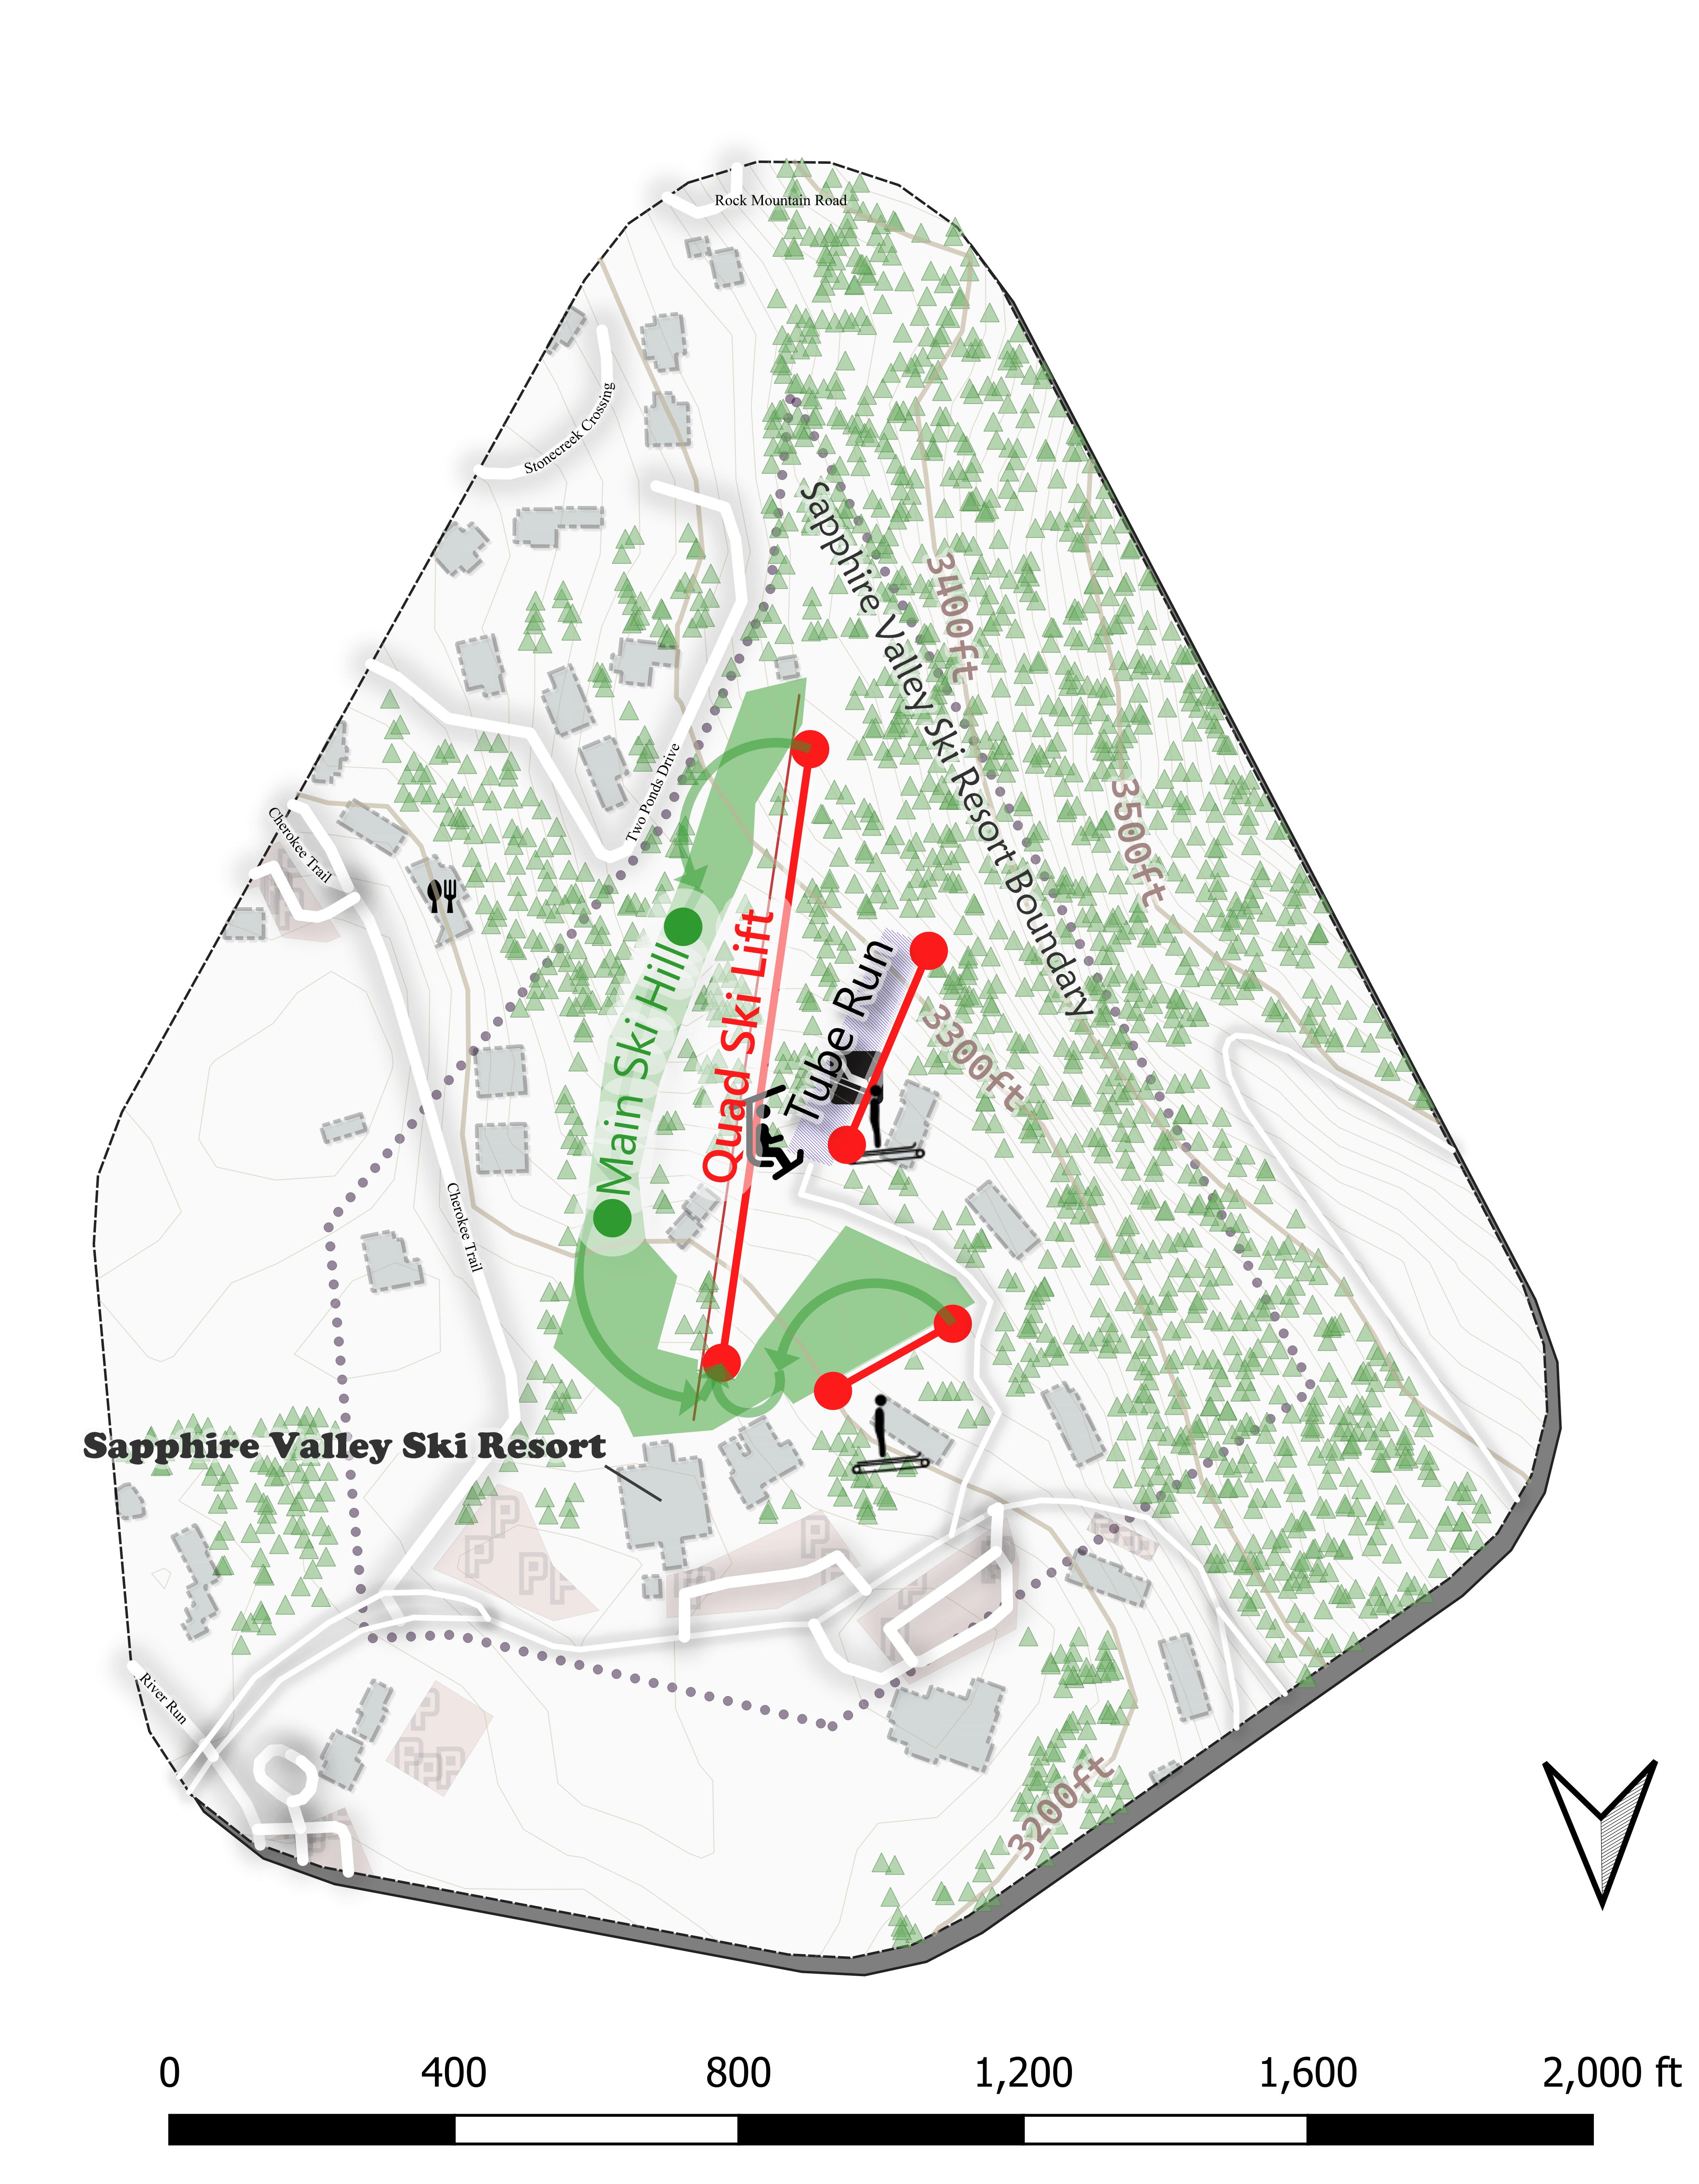 Rock Mountain Road
Stonecreek Crossing
Sapphire Valley Ski Resort Boundary
3400ft
Two Ponds Drive
3500ft
Cherokee Trail
P
Main Ski Hill
Quad Ski Lift
Tube Run
3300ft
Cherokee Trail
Sapphire Valley Ski Resort
P
P
P
P
P
P
P
P
River Run
P
P
P
P
3200ft
0 400 800 1,200 1,600 2,000 ft